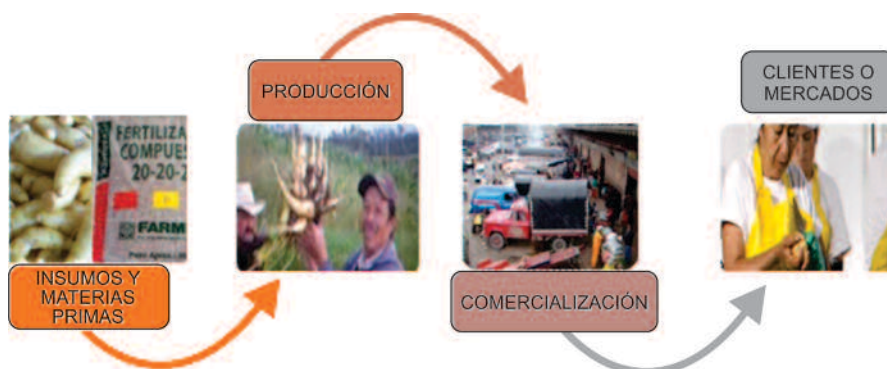 PRODUCCIÓN
CLIENTES O
MERCADOS
FERTILIZA
COMPUES
20-20-2
FARM
INSUMOS Y
MATERIAS
PRIMAS
COMERCIALIZACIÓN